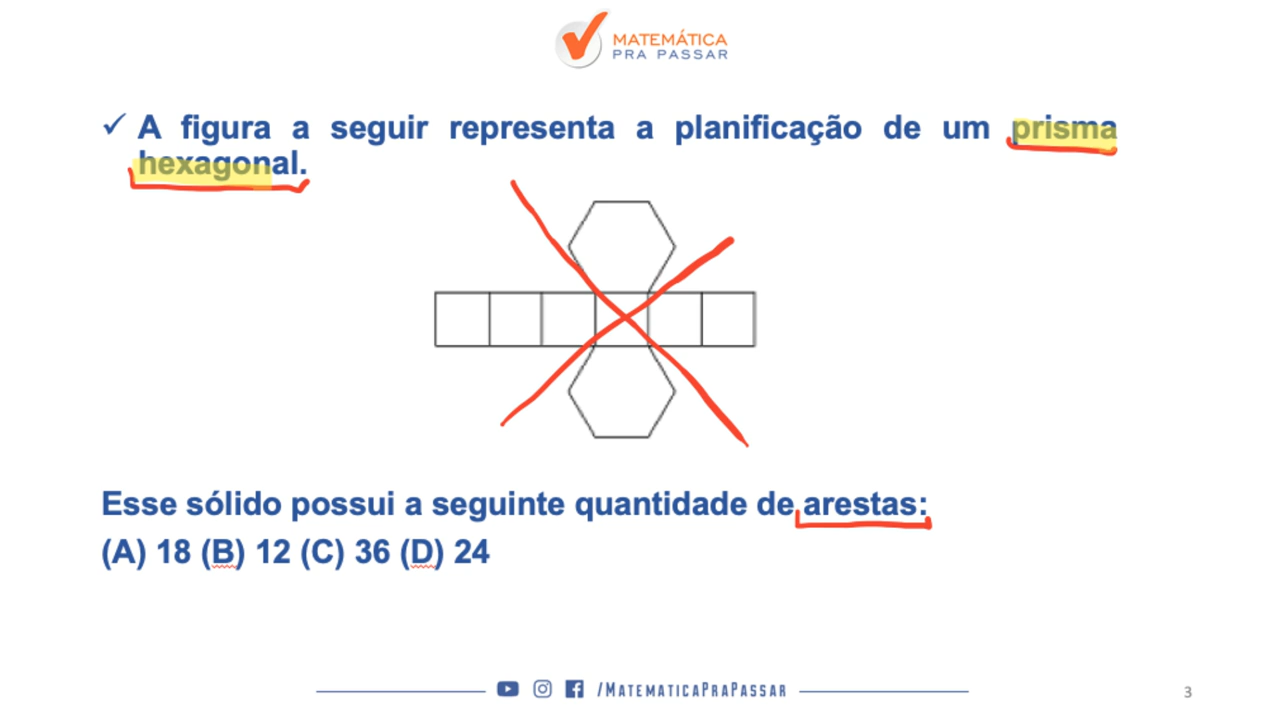 MATEMÁTICA
PRA PASSAR
✓ A figura a seguir representa a planificação de um prisma
hexagonal.
Esse sólido possui a seguinte quantidade de arestas:
(A) 18 (B) 12 (C) 36 (D) 24
/MATEMATICAPRAPASSAR
3